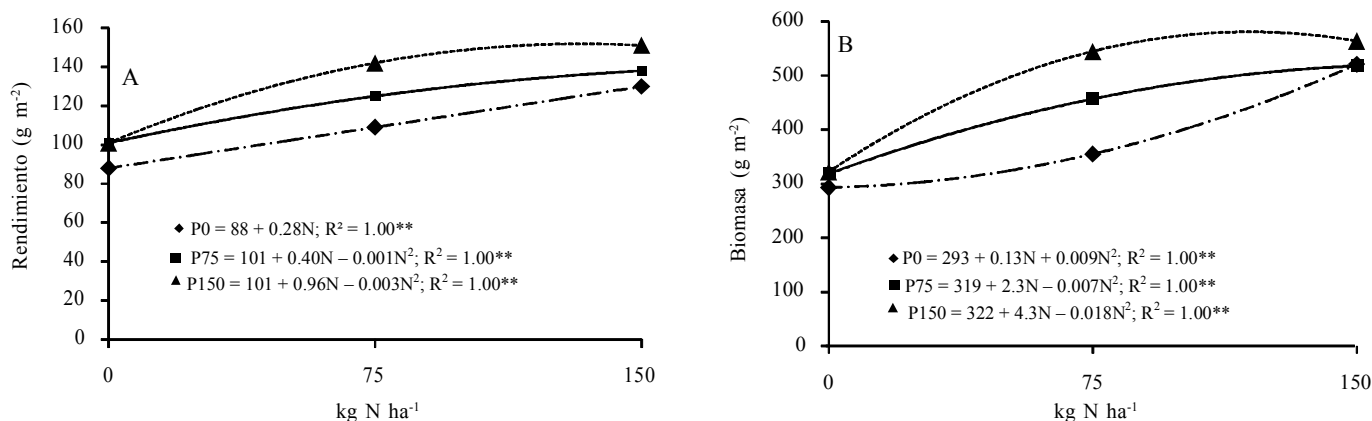 160
140
120
100
80
60
40
20
0
Rendimiento (g m⁻²)
A
P0 = 88 + 0.28N; R² = 1.00**
P75 = 101 + 0.40N – 0.001N²; R² = 1.00**
P150 = 101 + 0.96N – 0.003N²; R² = 1.00**
0 75 150
kg N ha⁻¹
600
500
400
300
200
100
0
Biomasa (g m⁻²)
B
P0 = 293 + 0.13N + 0.009N²; R² = 1.00**
P75 = 319 + 2.3N – 0.007N²; R² = 1.00**
P150 = 322 + 4.3N – 0.018N²; R² = 1.00**
0 75 150
kg N ha⁻¹